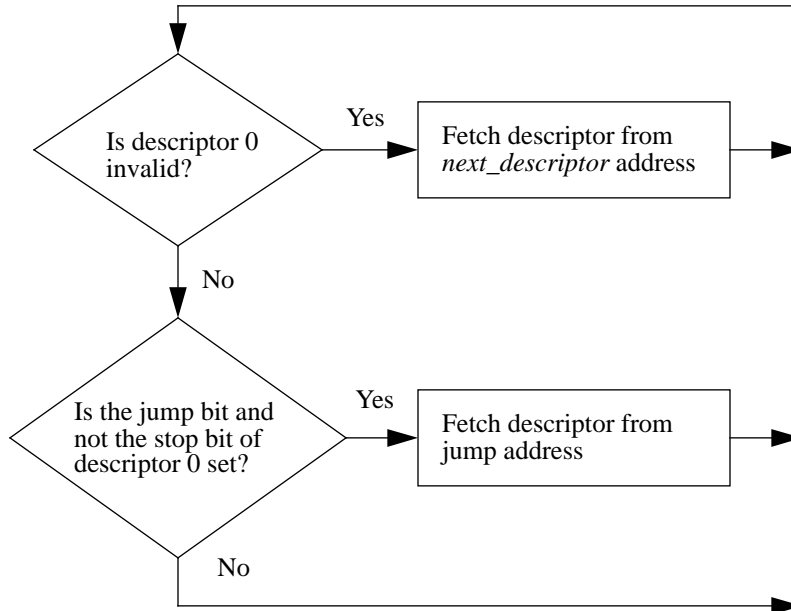 Is descriptor 0
invalid?
Yes
Fetch descriptor from
next_descriptor address
No
Is the jump bit and
not the stop bit of
descriptor 0 set?
Yes
Fetch descriptor from
jump address
No